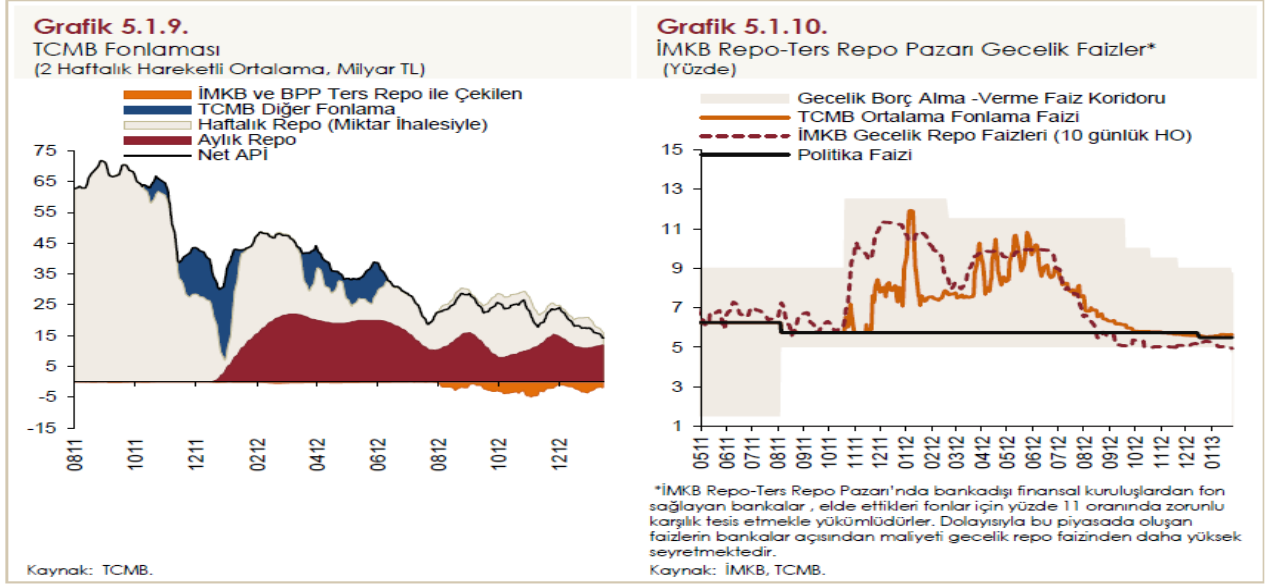 Grafik 5.1.9.
TCMB Fonlaması
(2 Haftalık Hareketli Ortalama, Milyar TL)
İMKB ve BPP Ters Repo ile Çekilen
TCMB Diğer Fonlama
Haftalık Repo (Miktar İhalesiyle)
Aylık Repo
Net APİ
75
65
55
45
35
25
15
5
-5
-15
0811
1011
1211
0212
0412
0612
0812
1012
1212
Kaynak: TCMB.
Grafik 5.1.10.
İMKB Repo-Ters Repo Pazarı Gecelik Faizler*
(Yüzde)
Gecelik Borç Alma -Verme Faiz Koridoru
TCMB Ortalama Fonlama Faizi
İMKB Gecelik Repo Faizleri (10 günlük HO)
Politika Faizi
15
13
11
9
7
5
3
1
0511
0611
0711
0811
0911
1011
1111
1211
0112
0212
0312
0412
0512
0612
0712
0812
0912
1012
1112
1212
0113
*İMKB Repo-Ters Repo Pazarı'nda bankadışı finansal kuruluşlardan fon
sağlayan bankalar , elde ettikleri fonlar için yüzde 11 oranında zorunlu
karşılık tesis etmekle yükümlüdürler. Dolayısıyla bu piyasada oluşan
faizlerin bankalar açısından maliyeti gecelik repo faizinden daha yüksek
seyretmektedir.
Kaynak: İMKB, TCMB.